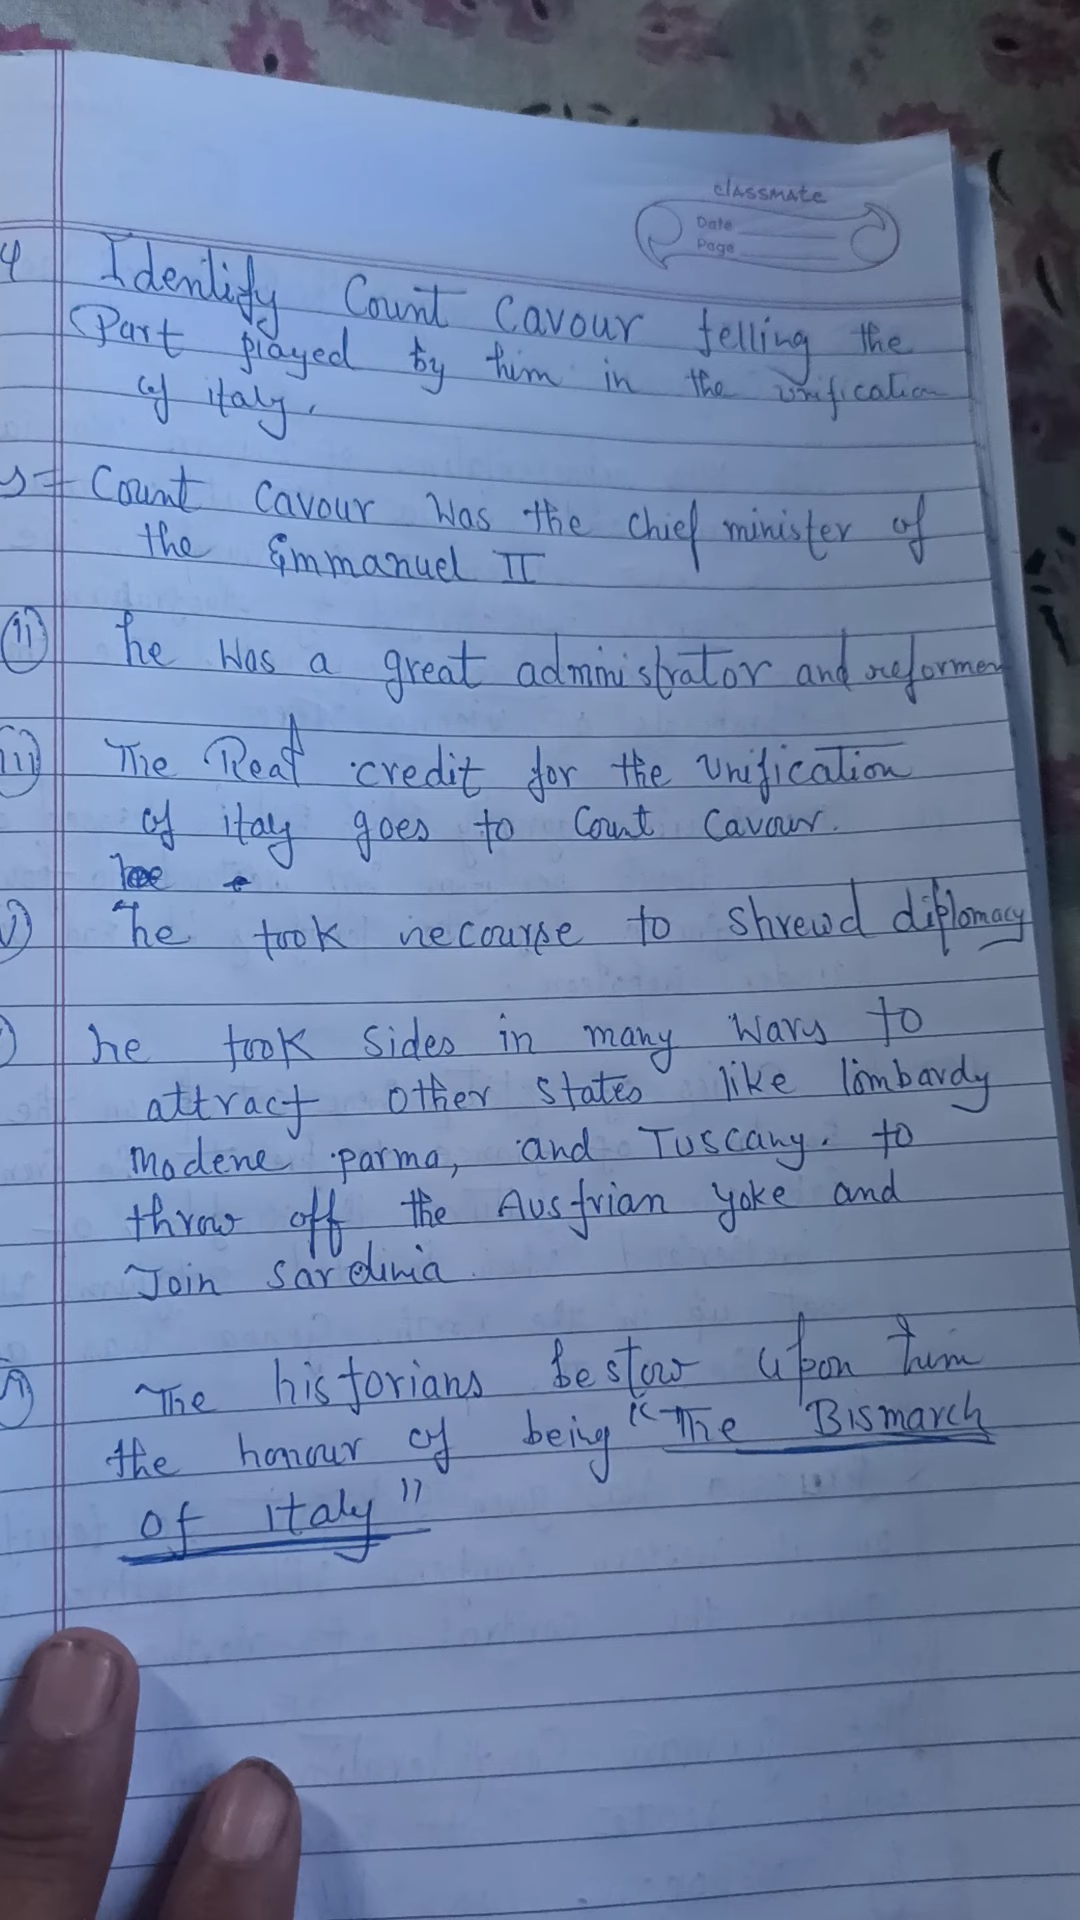 classmate
Date
Page
4 Identify Count Cavour telling the
Part played by him in the unification
of italy.
Count Cavour was the chief minister of
the Emmanuel II
(ii) he was a great administrator and reformer
iii) The Real credit for the unification
of italy goes to Count Cavour.
he took recourse to shrewd diplomacy
he took sides in many wars to
attract other states like lombardy
Modene parma, and Tuscany. to
throw off the Austrian yoke and
Join sardinia.
The historians bestow upon him
the honour of being "The Bismarck
of italy"